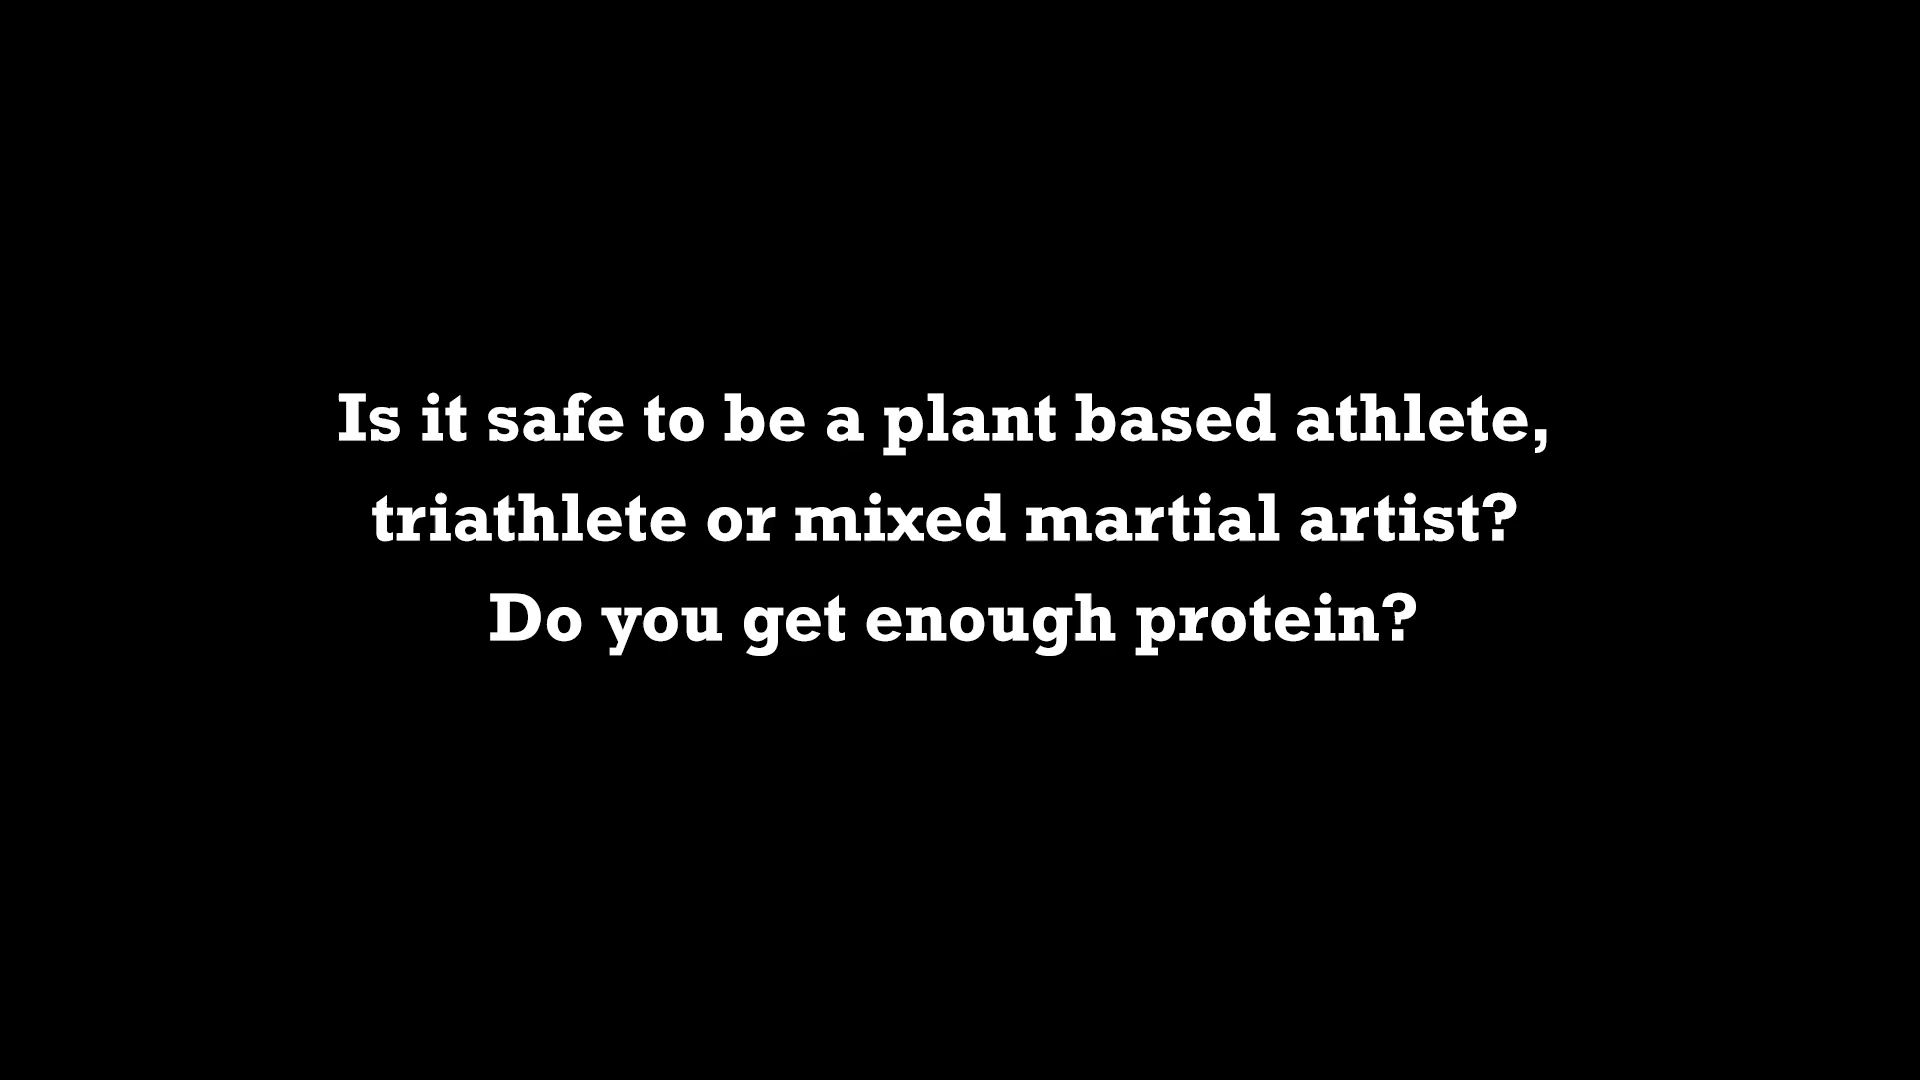 Is it safe to be a plant based athlete,
triathlete or mixed martial artist?
Do you get enough protein?